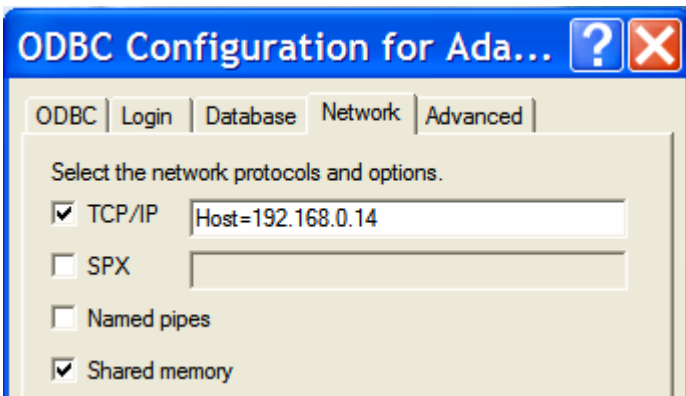 ODBC Configuration for Ada...
ODBC Login Database Network Advanced
Select the network protocols and options.
TCP/IP Host=192.168.0.14
SPX
Named pipes
Shared memory